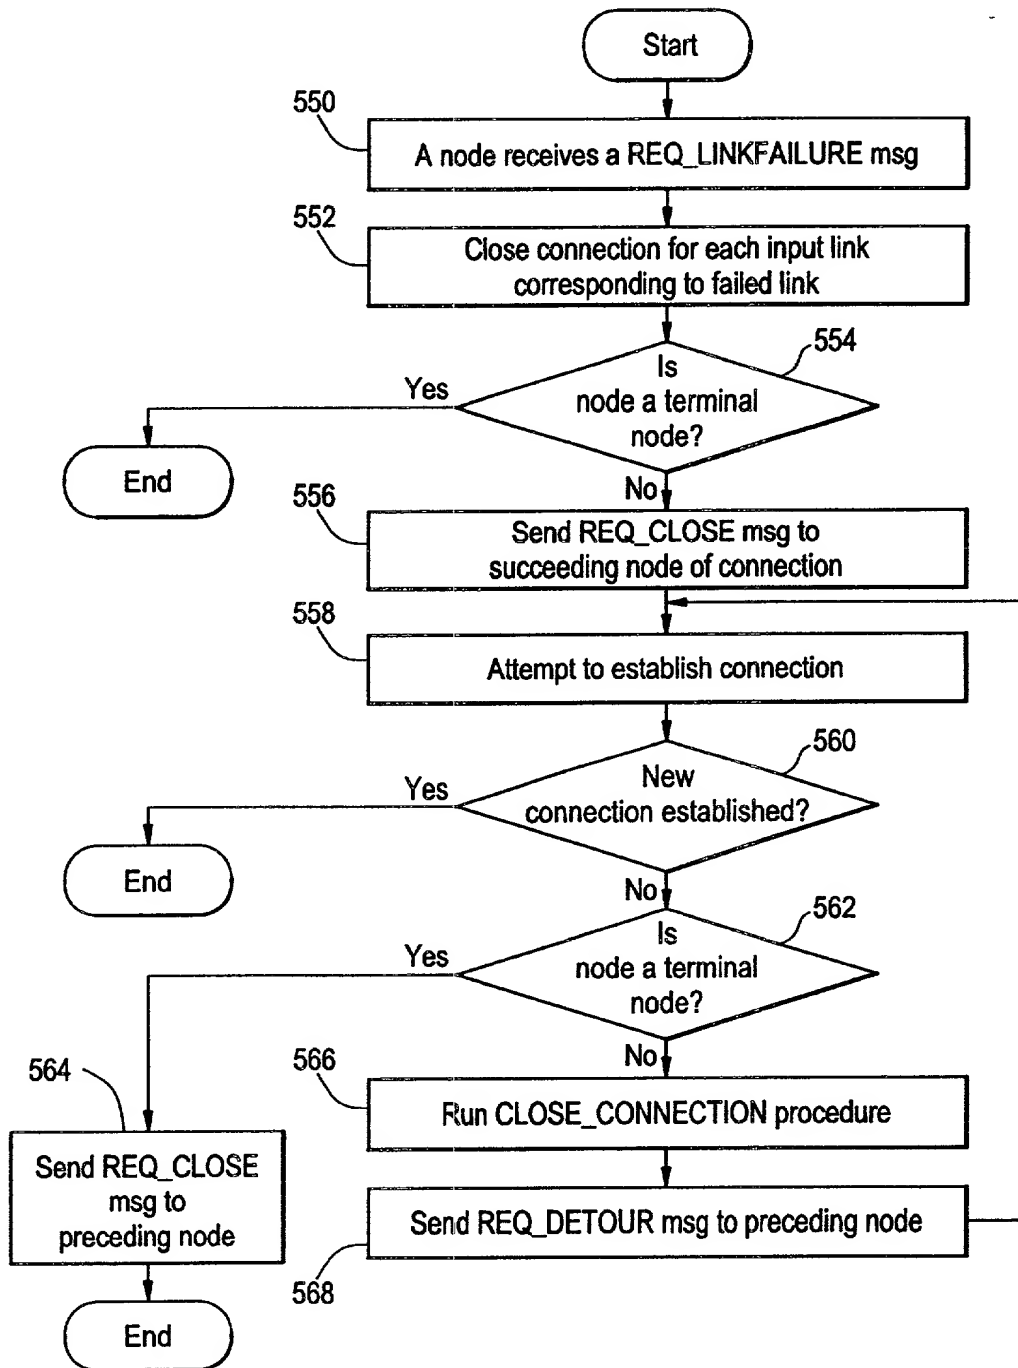 Start
550
A node receives a REQ_LINKFAILURE msg
552
Close connection for each input link
corresponding to failed link
554
Is
node a terminal
node?
Yes
End
No
556
Send REQ_CLOSE msg to
succeeding node of connection
558
Attempt to establish connection
560
New
connection established?
Yes
End
No
562
Is
node a terminal
node?
Yes
No
564
Send REQ_CLOSE
msg to
preceding node
End
566
Run CLOSE_CONNECTION procedure
Send REQ_DETOUR msg to preceding node
568